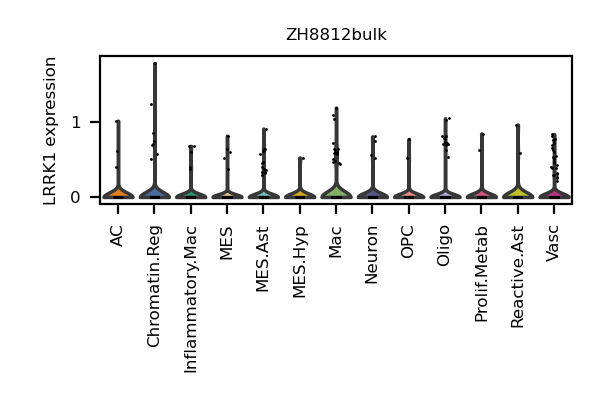 ZH8812bulk
LRRK1 expression
1
0
AC
Chromatin.Reg
Inflammatory.Mac
MES
MES.Ast
MES.Hyp
Mac
Neuron
OPC
Oligo
Prolif.Metab
Reactive.Ast
Vasc